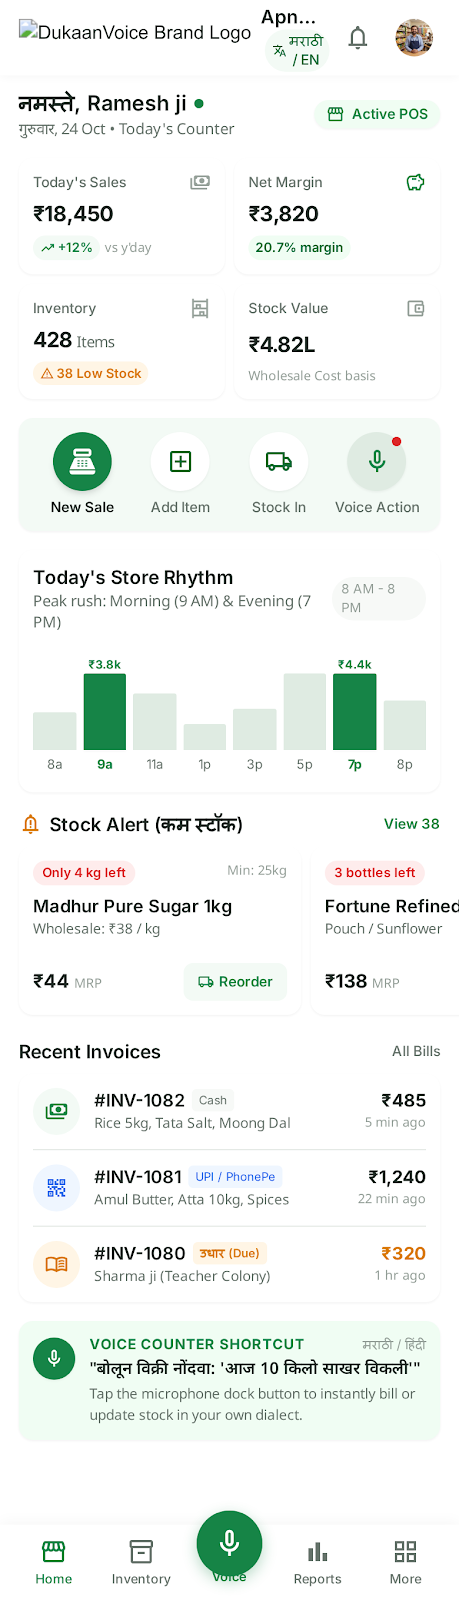 DukaanVoice Brand Logo
Apn...
मराठी
/ EN
नमस्ते, Ramesh ji
गुरुवार, 24 Oct • Today's Counter
Active POS
Today's Sales
₹18,450
+12% vs y'day
Net Margin
₹3,820
20.7% margin
Inventory
428 Items
38 Low Stock
Stock Value
₹4.82L
Wholesale Cost basis
New Sale
Add Item
Stock In
Voice Action
Today's Store Rhythm
Peak rush: Morning (9 AM) & Evening (7
PM)
8 AM - 8
PM
₹3.8k
₹4.4k
8a 9a 11a 1p 3p 5p 7p 8p
Stock Alert (कम स्टॉक)
View 38
Only 4 kg left
Min: 25kg
Madhur Pure Sugar 1kg
Wholesale: ₹38 / kg
₹44 MRP
Reorder
3 bottles left
Fortune Refined
Pouch / Sunflower
₹138 MRP
Recent Invoices
All Bills
#INV-1082 Cash
₹485
Rice 5kg, Tata Salt, Moong Dal
5 min ago
#INV-1081 UPI / PhonePe
₹1,240
Amul Butter, Atta 10kg, Spices
22 min ago
#INV-1080 उधार (Due)
₹320
Sharma ji (Teacher Colony)
1 hr ago
VOICE COUNTER SHORTCUT
मराठी / हिंदी
"बोलून विक्री नोंदवा: 'आज 10 किलो साखर विकली'"
Tap the microphone dock button to instantly bill or
update stock in your own dialect.
Home
Inventory
Voice
Reports
More